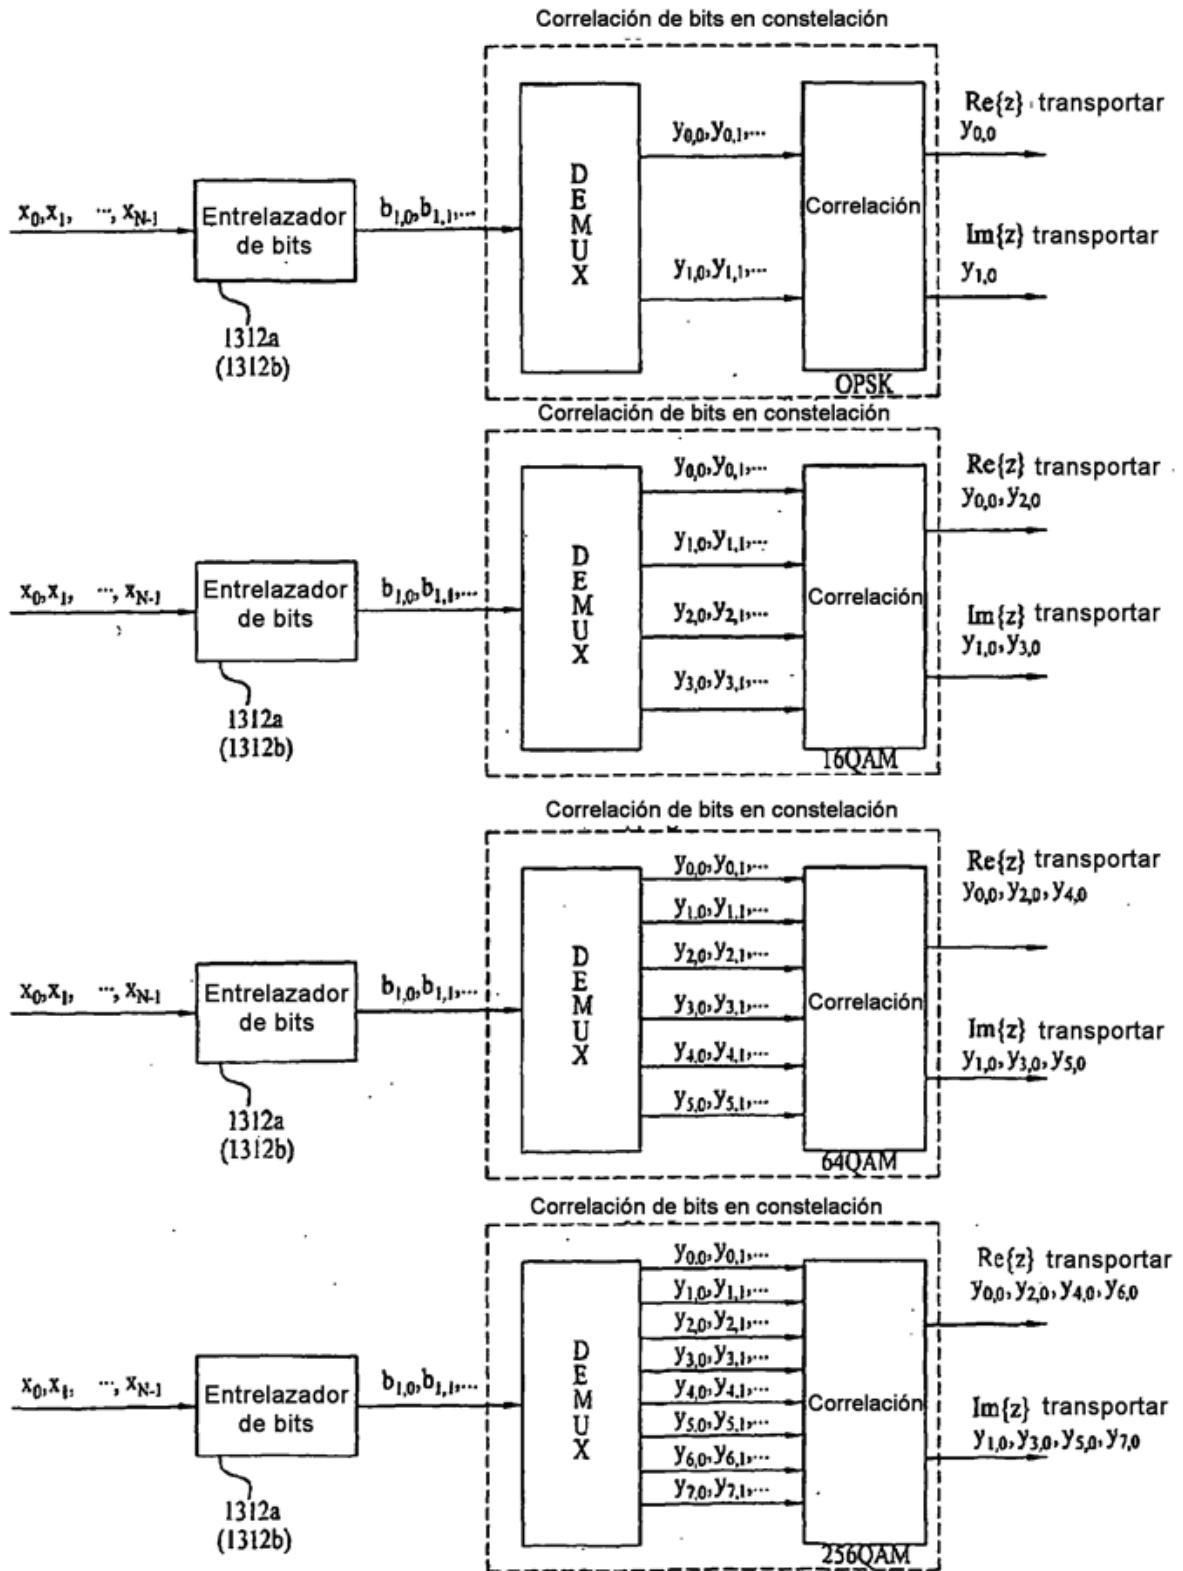 Correlación de bits en constelación
x0,x1, ..., xN-1
Entrelazador
de bits
1312a
(1312b)
b1,0,b1,1,...
DEMUX
y0,0,y0,1,...
y1,0,y1,1,...
Correlación
OPSK
Re{z} transportar
y0,0
Im{z} transportar
y1,0
Correlación de bits en constelación
x0,x1, ..., xN-1
Entrelazador
de bits
1312a
(1312b)
b1,0,b1,1,...
DEMUX
y0,0,y0,1,...
y1,0,y1,1,...
y2,0,y2,1,...
y3,0,y3,1,...
Correlación
16QAM
Re{z} transportar
y0,0,y2,0
Im{z} transportar
y1,0,y3,0
Correlación de bits en constelación
x0,x1, ..., xN-1
Entrelazador
de bits
1312a
(1312b)
b1,0,b1,1,...
DEMUX
y0,0,y0,1,...
y1,0,y1,1,...
y2,0,y2,1,...
y3,0,y3,1,...
y4,0,y4,1,...
y5,0,y5,1,...
Correlación
64QAM
Re{z} transportar
y0,0,y2,0,y4,0
Im{z} transportar
y1,0,y3,0,y5,0
Correlación de bits en constelación
x0,x1, ..., xN-1
Entrelazador
de bits
1312a
(1312b)
b1,0,b1,1,...
DEMUX
y0,0,y0,1,...
y1,0,y1,1,...
y2,0,y2,1,...
y3,0,y3,1,...
y4,0,y4,1,...
y5,0,y5,1,...
y6,0,y6,1,...
y7,0,y7,1,...
Correlación
256QAM
Re{z} transportar
y0,0,y2,0,y4,0,y6,0
Im{z} transportar
y1,0,y3,0,y5,0,y7,0